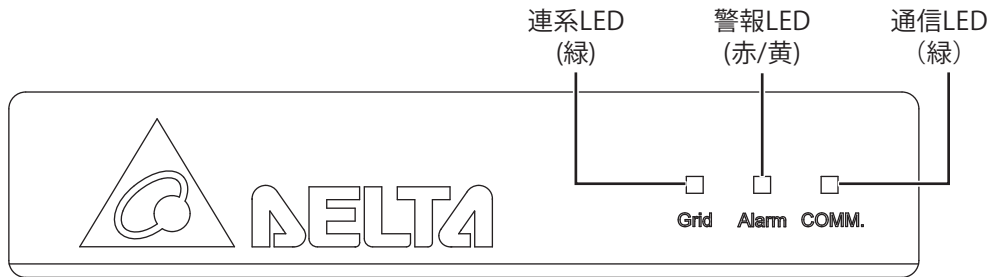 連系LED
(緑)
警報LED
(赤/黄)
通信LED
（緑）
DELTA
Grid
Alarm
COMM.